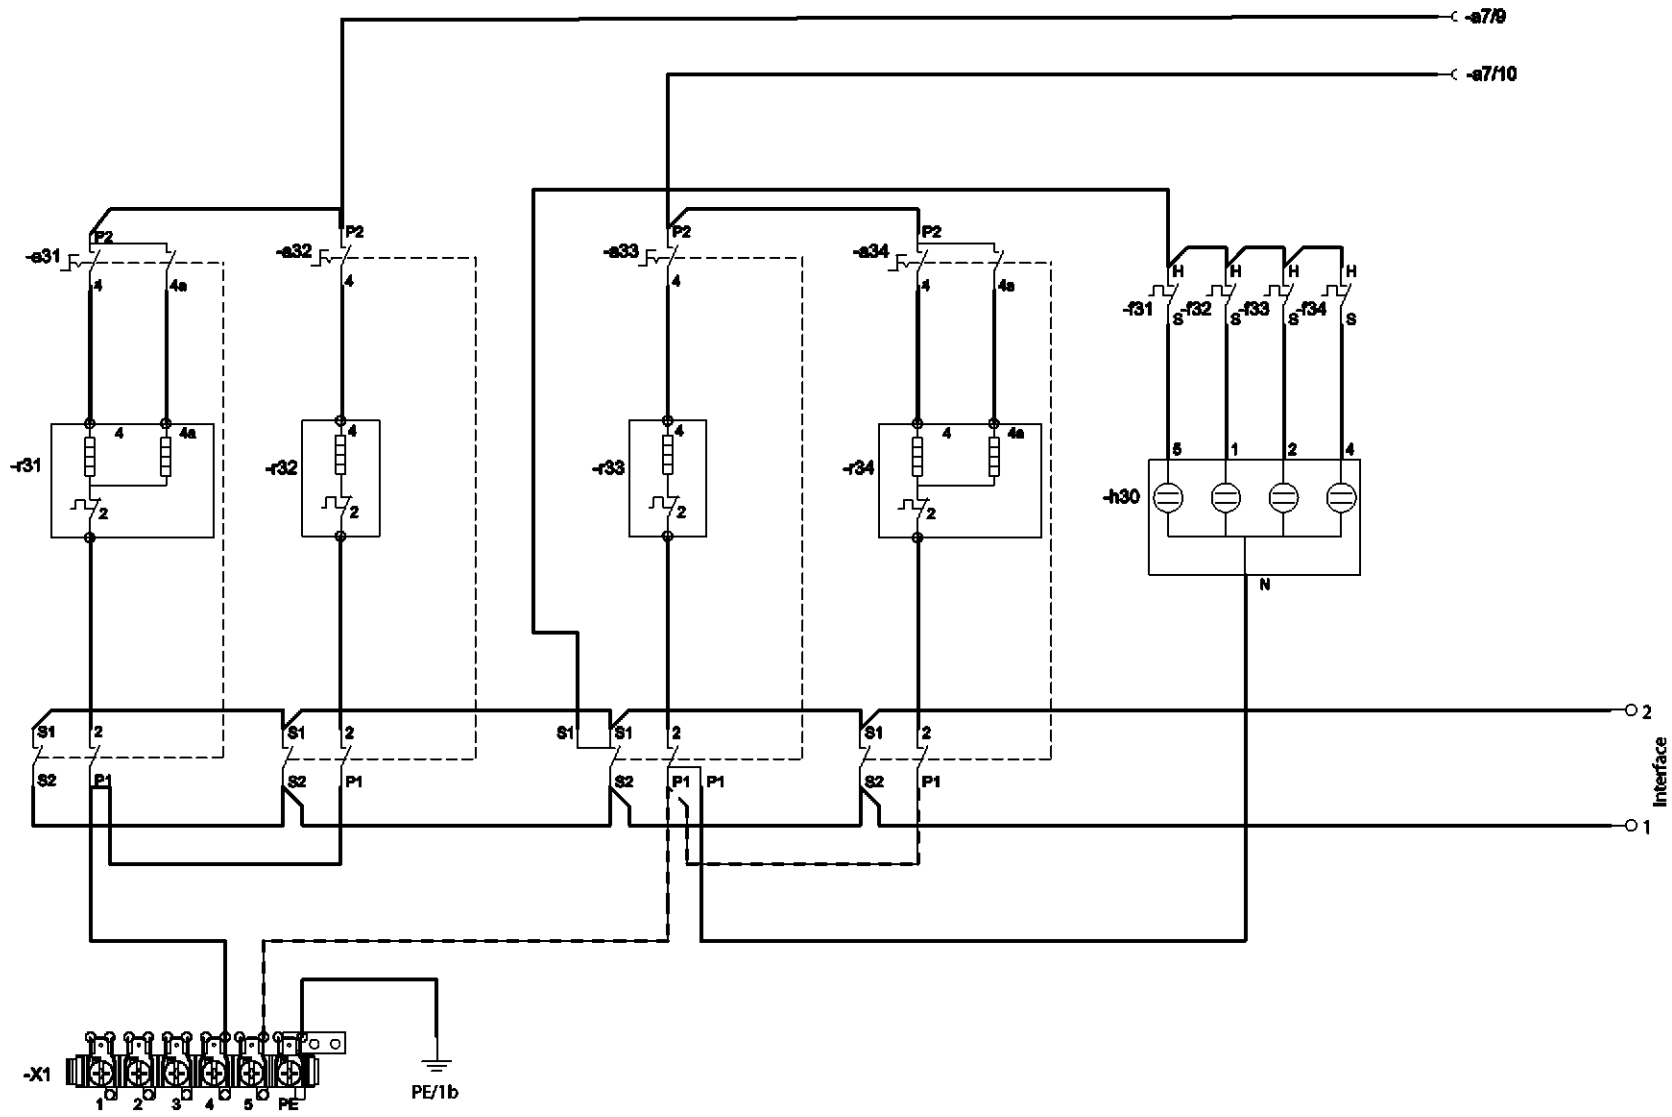 -a7/9
-a7/10
P2 P2 P2 P2
-a31 -a32 -a33 -a34
4 4a 4 4 4 4a
H H H H
-f31 -f32 -f33 -f34
S S S S
4 4a 4 4 4 4a
5 1 2 4
-r31 -r32 -r33 -r34 -h30
2 2 2 2
N
2
S1 2 S1 2 S1 S1 2 S1 2
S2 P1 S2 P1 S2 P1 P1 S2 P1
Interface
1
-X1
1 2 3 4 5 PE
PE/1b